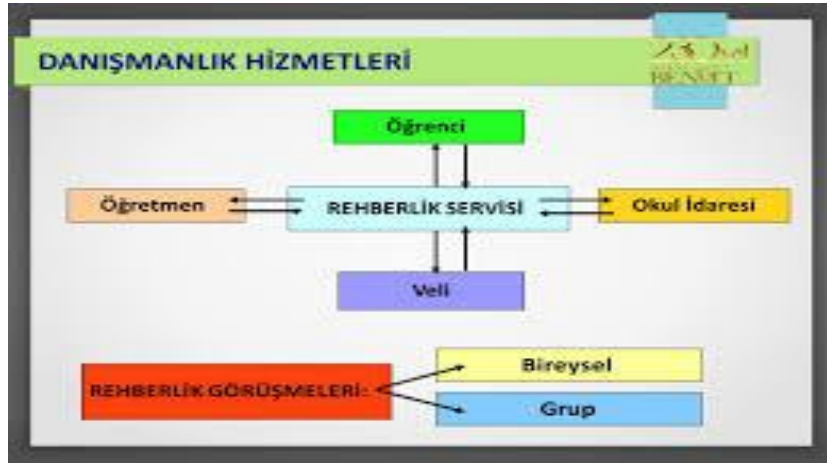 DANIŞMANLIK HİZMETLERİ
Öğrenci
Öğretmen
REHBERLİK SERVİSİ
Okul İdaresi
Veli
REHBERLİK GÖRÜŞMELERİ:
Bireysel
Grup